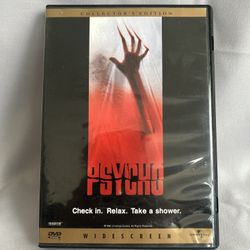 COLLECTOR'S EDITION
PSYCHO
Check in. Relax. Take a shower.
DVD
WIDESCREEN